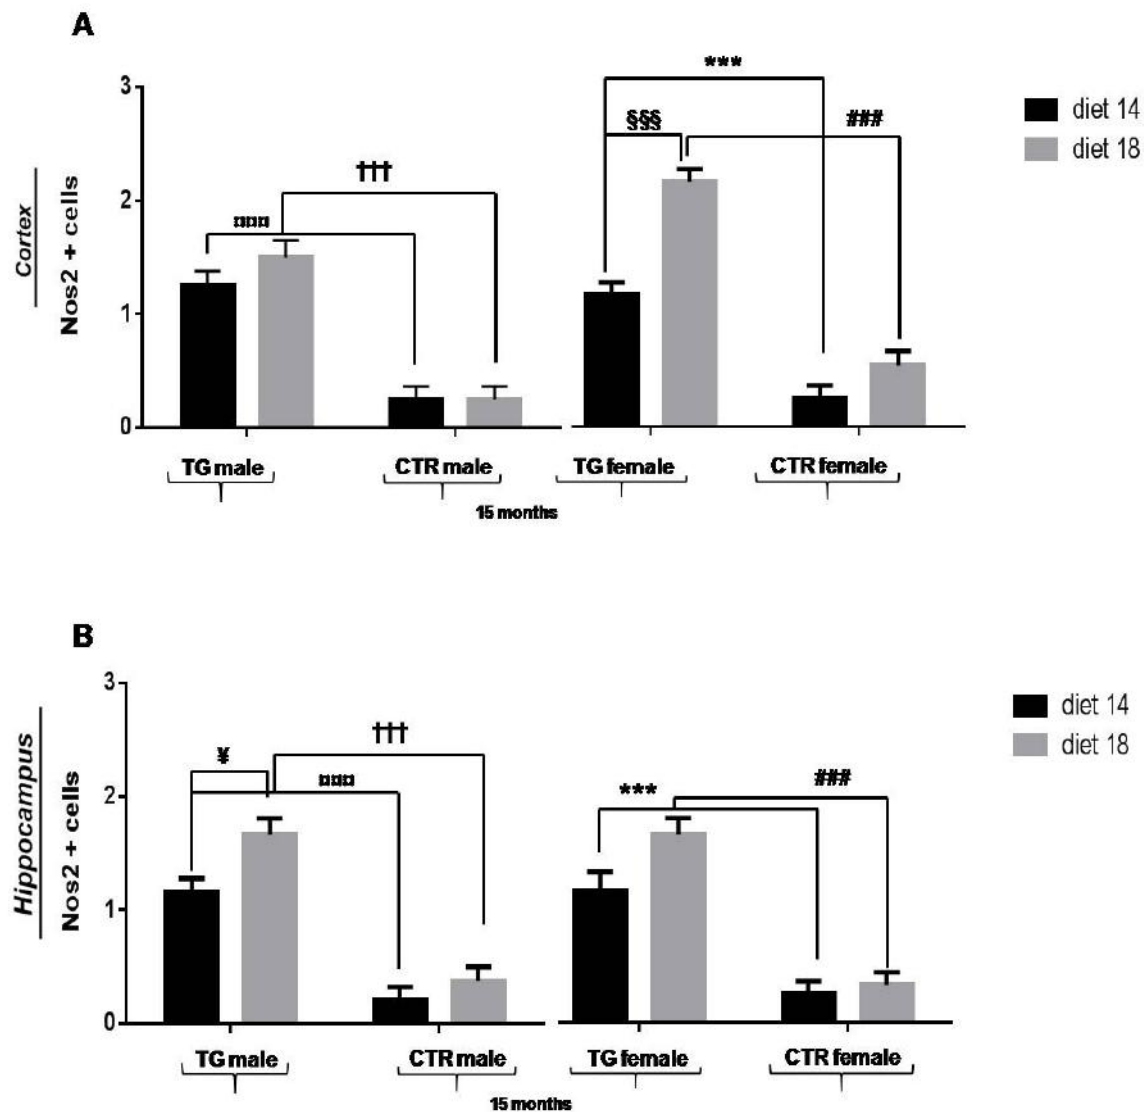 A
3
2
1
0
Cortex
Nos2 + cells
***
§§§
###
†††
¤¤¤
diet 14
diet 18
TG male
CTR male
TG female
CTR female
15 months
B
3
2
1
0
Hippocampus
Nos2 + cells
†††
¥
¤¤¤
***
###
diet 14
diet 18
TG male
CTR male
TG female
CTR female
15 months